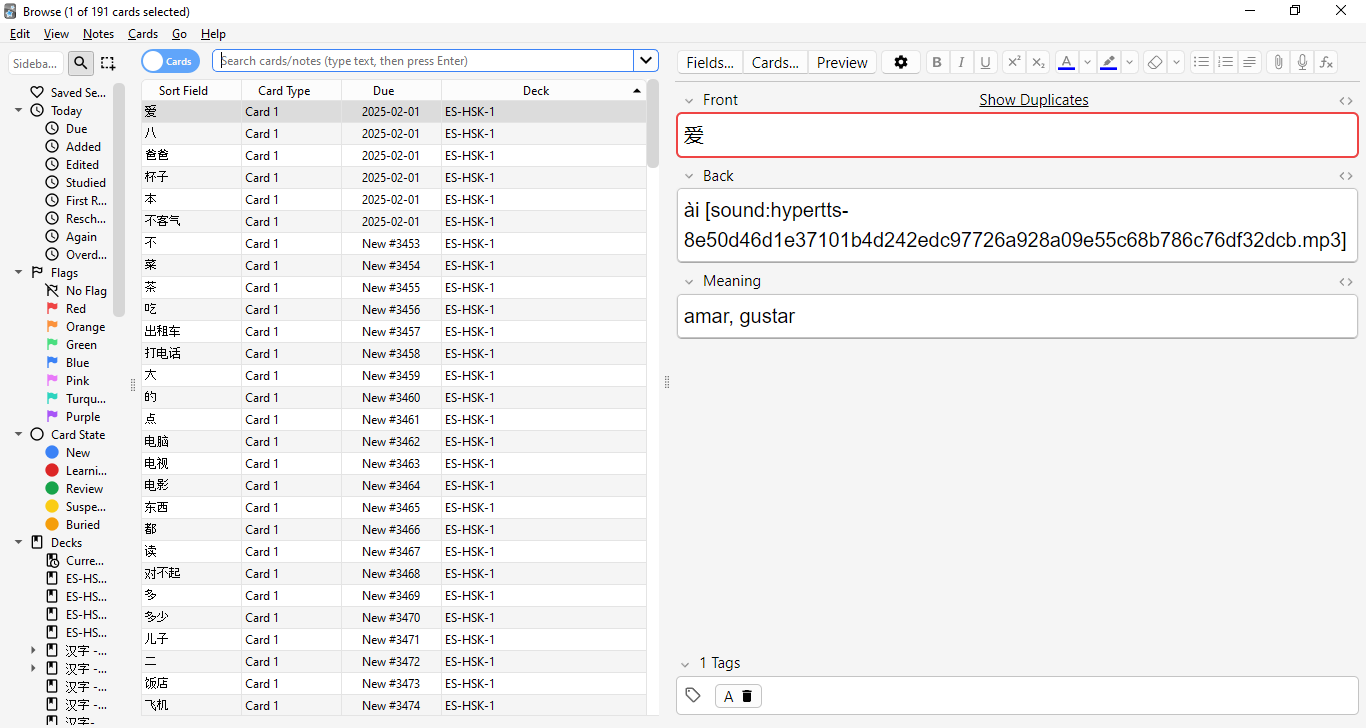 Browse (1 of 191 cards selected)
Edit View Notes Cards Go Help
Sideba...
Cards
Search cards/notes (type text, then press Enter)
Fields... Cards... Preview B I U x² x₂ A fx
Saved Se...
Today
Due
Added
Edited
Studied
First R...
Resch...
Again
Overd...
Flags
No Flag
Red
Orange
Green
Blue
Pink
Turqu...
Purple
Card State
New
Learni...
Review
Suspe...
Buried
Decks
Curre...
ES-HS...
ES-HS...
ES-HS...
ES-HS...
汉字 -...
汉字 -...
汉字 -...
汉字 -...
汉字-
Sort Field Card Type Due Deck
爱 Card 1 2025-02-01 ES-HSK-1
八 Card 1 2025-02-01 ES-HSK-1
爸爸 Card 1 2025-02-01 ES-HSK-1
杯子 Card 1 2025-02-01 ES-HSK-1
本 Card 1 2025-02-01 ES-HSK-1
不客气 Card 1 2025-02-01 ES-HSK-1
不 Card 1 New #3453 ES-HSK-1
菜 Card 1 New #3454 ES-HSK-1
茶 Card 1 New #3455 ES-HSK-1
吃 Card 1 New #3456 ES-HSK-1
出租车 Card 1 New #3457 ES-HSK-1
打电话 Card 1 New #3458 ES-HSK-1
大 Card 1 New #3459 ES-HSK-1
的 Card 1 New #3460 ES-HSK-1
点 Card 1 New #3461 ES-HSK-1
电脑 Card 1 New #3462 ES-HSK-1
电视 Card 1 New #3463 ES-HSK-1
电影 Card 1 New #3464 ES-HSK-1
东西 Card 1 New #3465 ES-HSK-1
都 Card 1 New #3466 ES-HSK-1
读 Card 1 New #3467 ES-HSK-1
对不起 Card 1 New #3468 ES-HSK-1
多 Card 1 New #3469 ES-HSK-1
多少 Card 1 New #3470 ES-HSK-1
儿子 Card 1 New #3471 ES-HSK-1
二 Card 1 New #3472 ES-HSK-1
饭店 Card 1 New #3473 ES-HSK-1
飞机 Card 1 New #3474 ES-HSK-1
Front Show Duplicates
爱
Back
ài [sound:hypertts-
8e50d46d1e37101b4d242edc97726a928a09e55c68b786c76df32dcb.mp3]
Meaning
amar, gustar
1 Tags
A